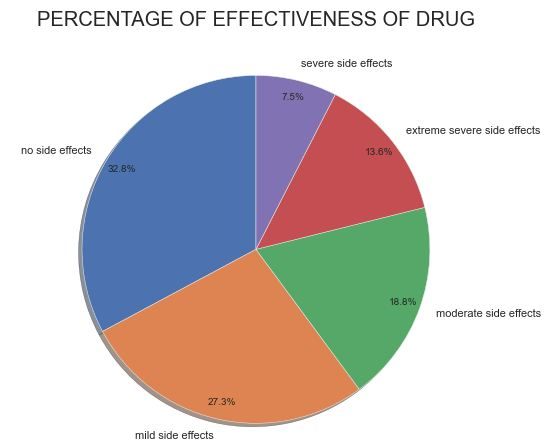 PERCENTAGE OF EFFECTIVENESS OF DRUG
severe side effects
7.5%
extreme severe side effects
13.6%
no side effects
32.8%
18.8%
moderate side effects
27.3%
mild side effects